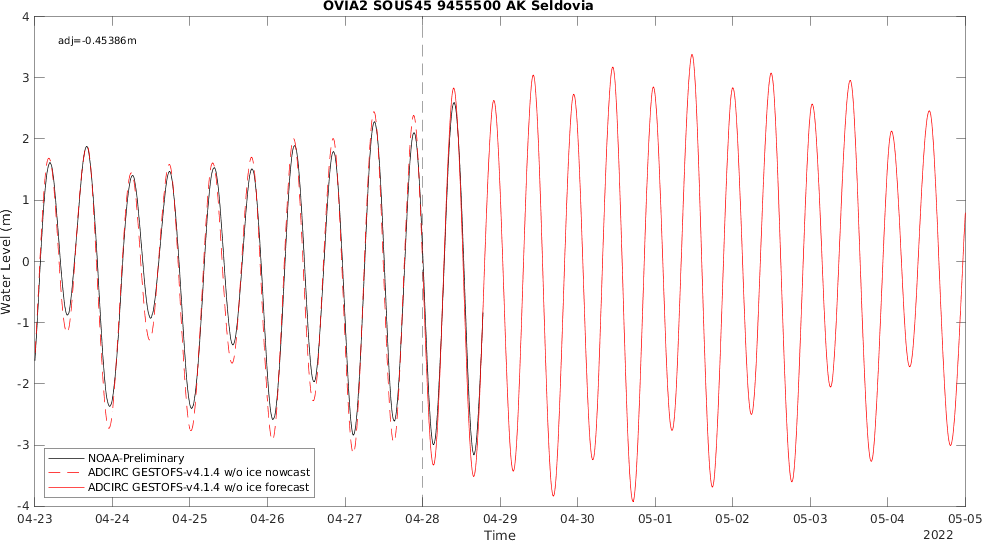 OVIA2 SOUS45 9455500 AK Seldovia
adj=-0.45386m
4
3
2
1
0
-1
-2
-3
-4
Water Level (m)
NOAA-Preliminary
ADCIRC GESTOFS-v4.1.4 w/o ice nowcast
ADCIRC GESTOFS-v4.1.4 w/o ice forecast
04-23 04-24 04-25 04-26 04-27 04-28 04-29 04-30 05-01 05-02 05-03 05-04 05-05
Time
2022